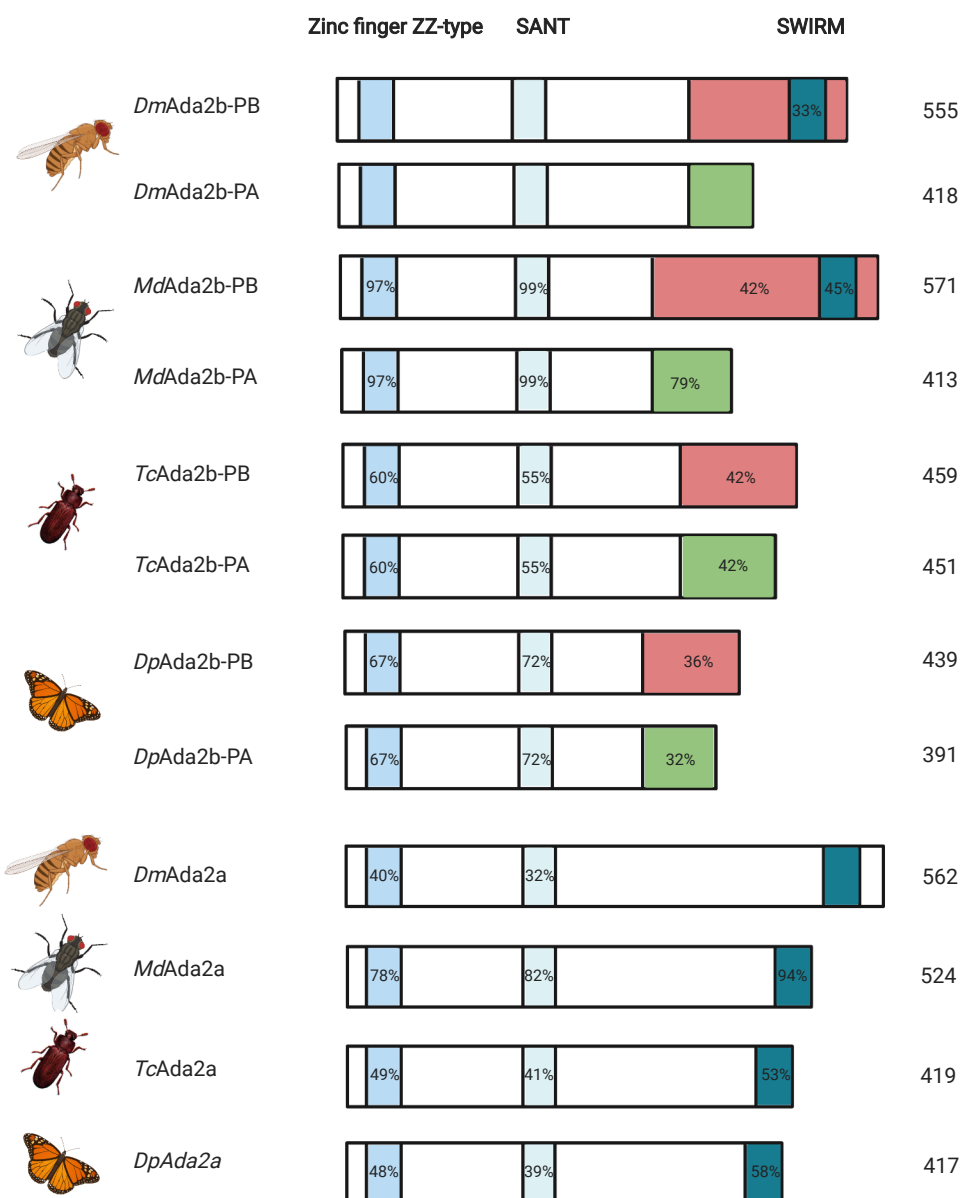 Zinc finger ZZ-type SANT SWIRM
DmAda2b-PB 33% 555
DmAda2b-PA 418
MdAda2b-PB 97% 99% 42% 45% 571
MdAda2b-PA 97% 99% 79% 413
TcAda2b-PB 60% 55% 42% 459
TcAda2b-PA 60% 55% 42% 451
DpAda2b-PB 67% 72% 36% 439
DpAda2b-PA 67% 72% 32% 391
DmAda2a 40% 32% 562
MdAda2a 78% 82% 94% 524
TcAda2a 49% 41% 53% 419
DpAda2a 48% 39% 58% 417